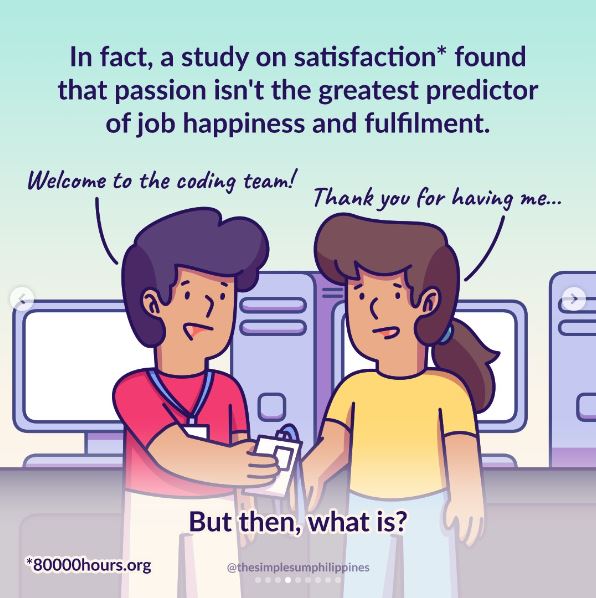 In fact, a study on satisfaction* found
that passion isn't the greatest predictor
of job happiness and fulfilment.
Welcome to the coding team!
Thank you for having me...
But then, what is?
*80000hours.org
@thesimplesumphilippines